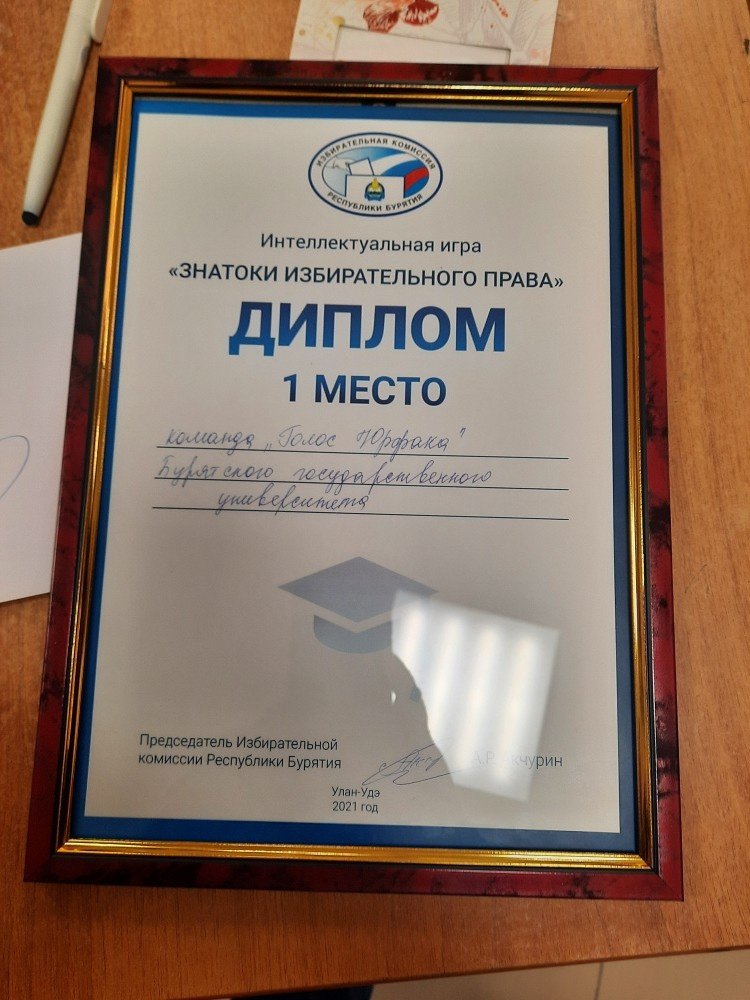 ИЗБИРАТЕЛЬНАЯ КОМИССИЯ
РЕСПУБЛИКИ БУРЯТИЯ
Интеллектуальная игра
«ЗНАТОКИ ИЗБИРАТЕЛЬНОГО ПРАВА»
ДИПЛОМ
1 МЕСТО
команда „Голос Юрфака"
Бурятского государственного
университета
Председатель Избирательной
комиссии Республики Бурятия
Улан-Удэ
2021 год